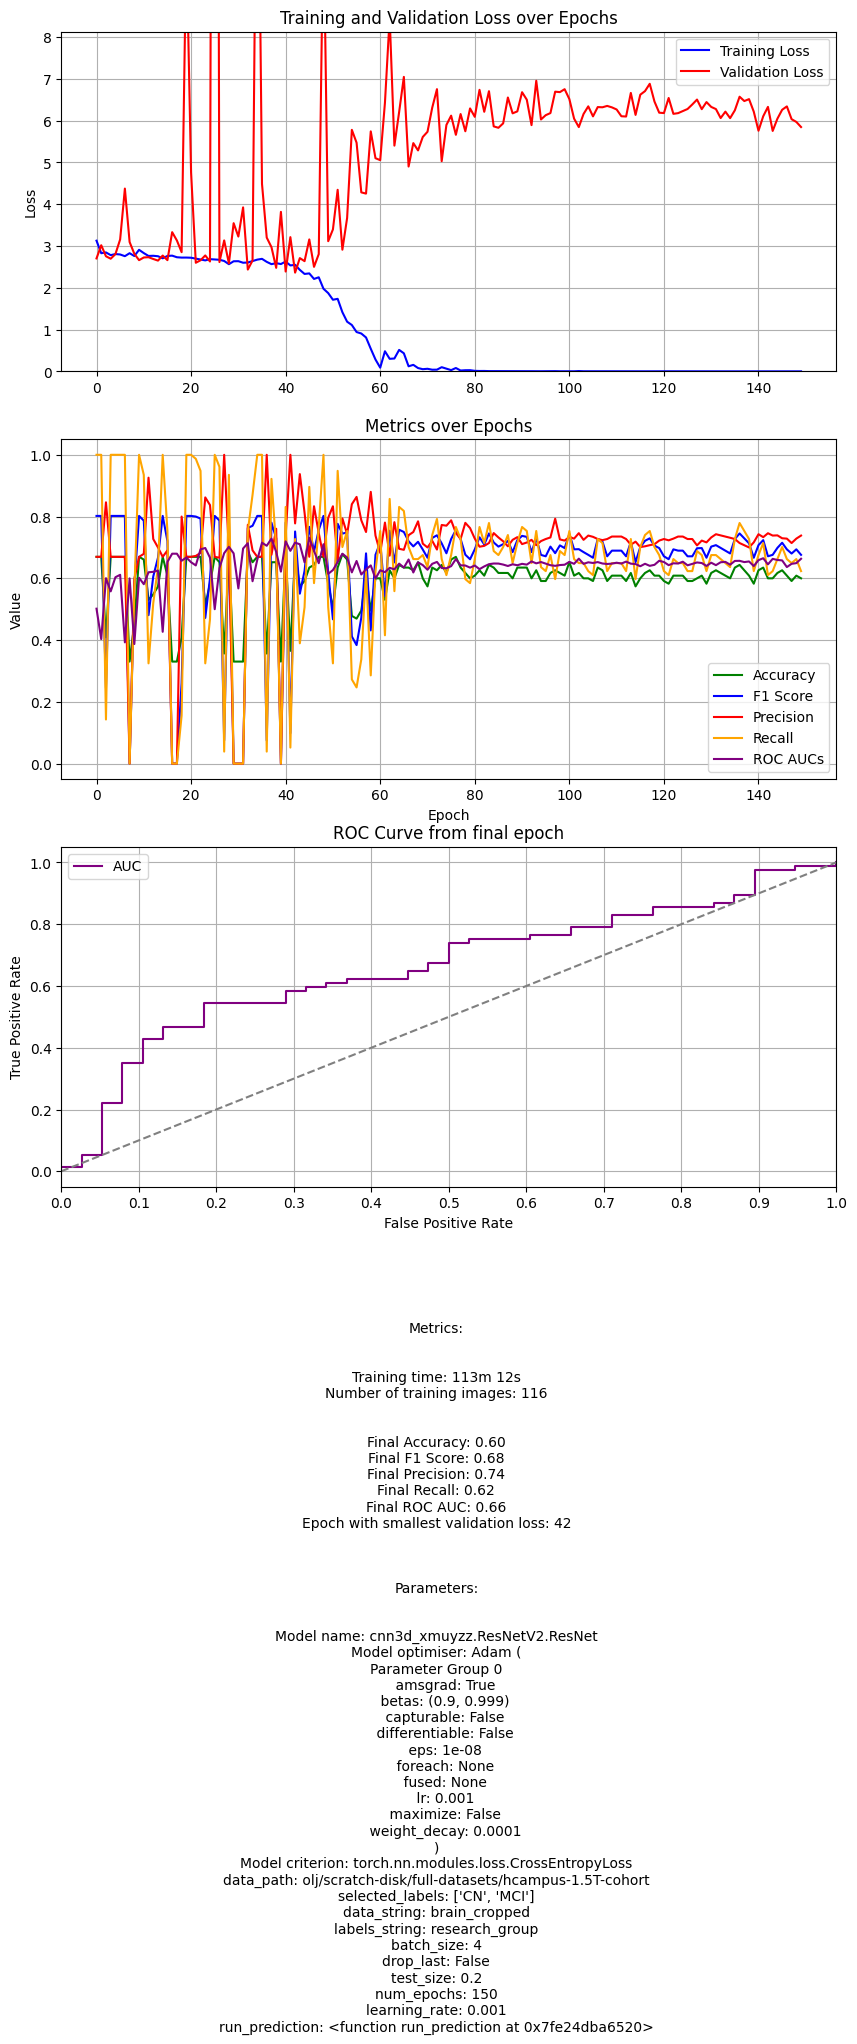 Training and Validation Loss over Epochs
8
7
6
5
4
3
2
1
0
Loss
Training Loss
Validation Loss
0 20 40 60 80 100 120 140
Metrics over Epochs
1.0
0.8
0.6
0.4
0.2
0.0
Value
Accuracy
F1 Score
Precision
Recall
ROC AUCs
0 20 40 60 80 100 120 140
Epoch
ROC Curve from final epoch
AUC
1.0
0.8
0.6
0.4
0.2
0.0
True Positive Rate
0.0 0.1 0.2 0.3 0.4 0.5 0.6 0.7 0.8 0.9 1.0
False Positive Rate
Metrics:
Training time: 113m 12s
Number of training images: 116
Final Accuracy: 0.60
Final F1 Score: 0.68
Final Precision: 0.74
Final Recall: 0.62
Final ROC AUC: 0.66
Epoch with smallest validation loss: 42
Parameters:
Model name: cnn3d_xmuyzz.ResNetV2.ResNet
Model optimiser: Adam (
Parameter Group 0
amsgrad: True
betas: (0.9, 0.999)
capturable: False
differentiable: False
eps: 1e-08
foreach: None
fused: None
lr: 0.001
maximize: False
weight_decay: 0.0001
)
Model criterion: torch.nn.modules.loss.CrossEntropyLoss
data_path: olj/scratch-disk/full-datasets/hcampus-1.5T-cohort
selected_labels: ['CN', 'MCI']
data_string: brain_cropped
labels_string: research_group
batch_size: 4
drop_last: False
test_size: 0.2
num_epochs: 150
learning_rate: 0.001
run_prediction: <function run_prediction at 0x7fe24dba6520>